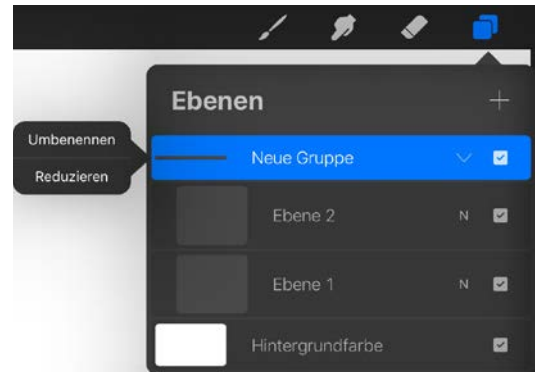 Ebenen
Umbenennen
Reduzieren
Neue Gruppe
Ebene 2 N
Ebene 1 N
Hintergrundfarbe